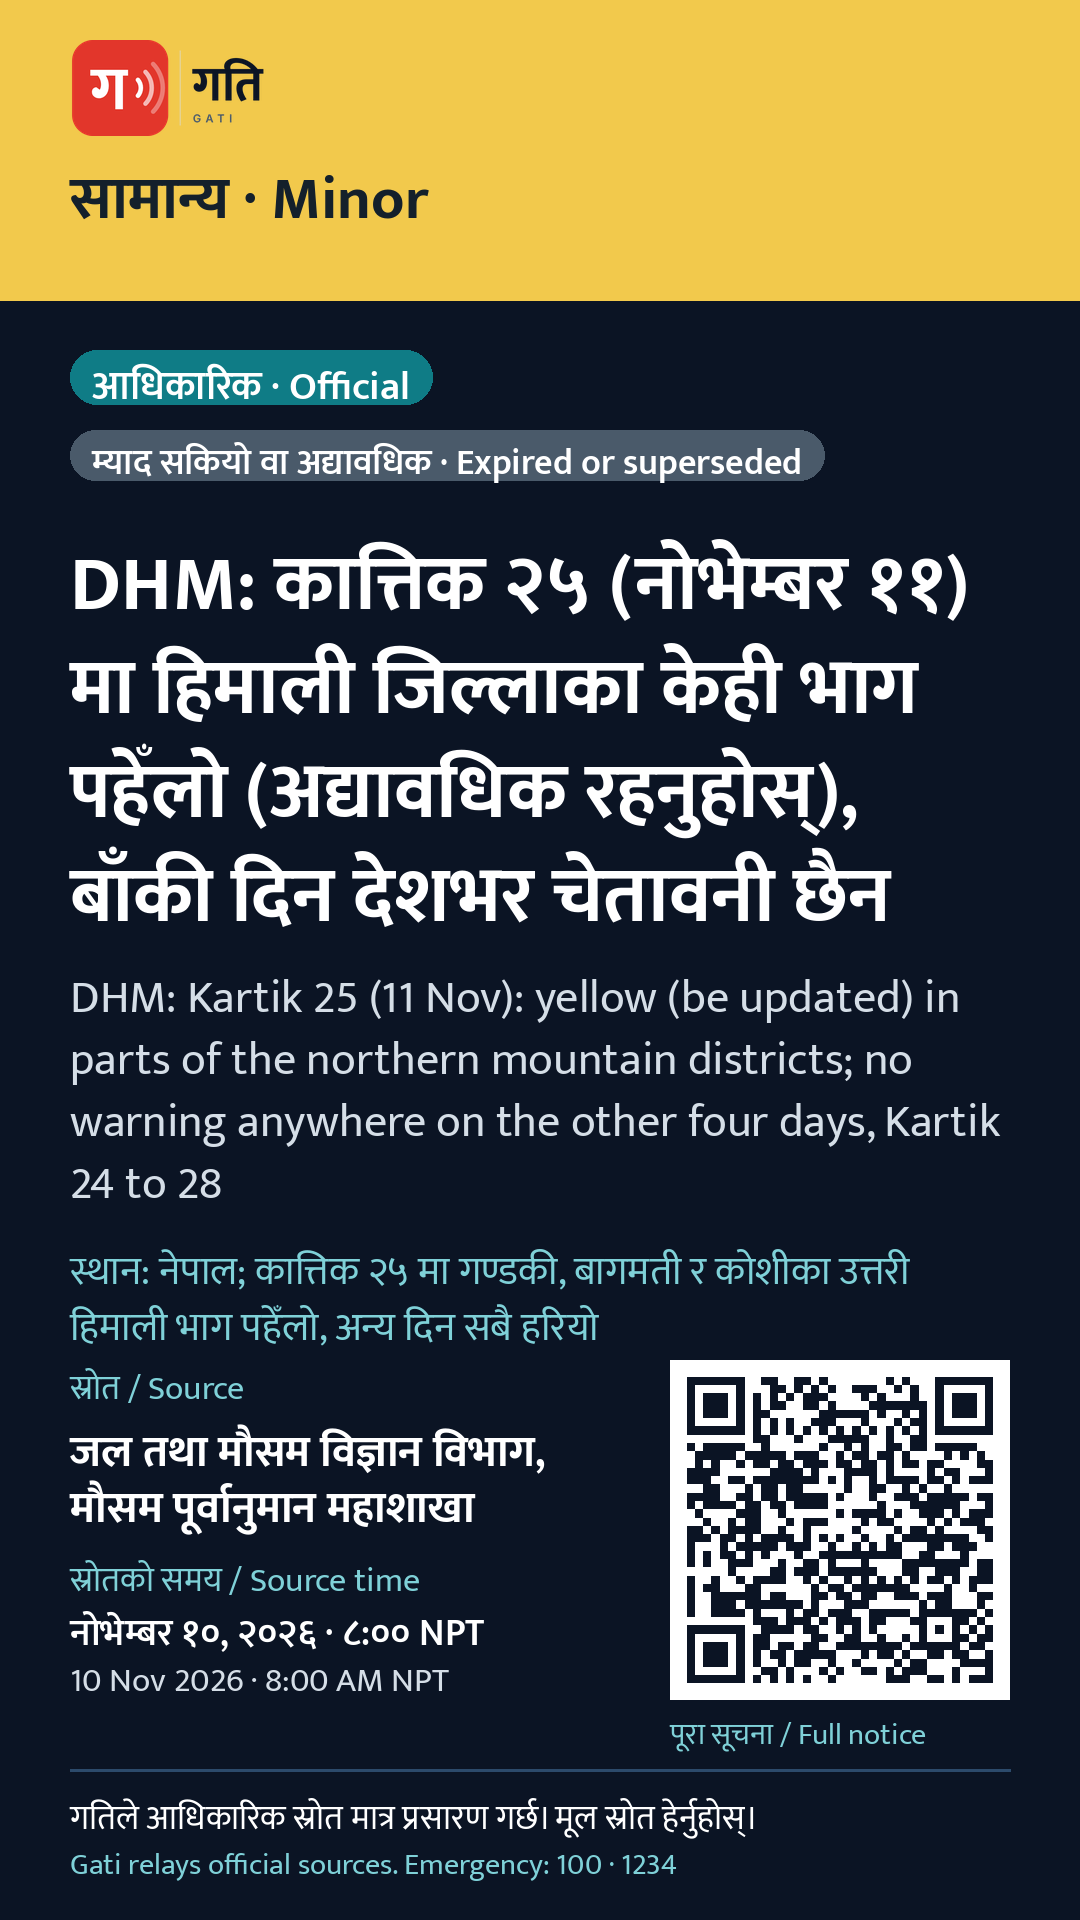 ग
गति
GATI
सामान्य · Minor
आधिकारिक · Official
म्याद सकियो वा अद्यावधिक · Expired or superseded
DHM: कात्तिक २५ (नोभेम्बर ११)
मा हिमाली जिल्लाका केही भाग
पहेँलो (अद्यावधिक रहनुहोस्),
बाँकी दिन देशभर चेतावनी छैन
DHM: Kartik 25 (11 Nov): yellow (be updated) in
parts of the northern mountain districts; no
warning anywhere on the other four days, Kartik
24 to 28
स्थान: नेपाल; कात्तिक २५ मा गण्डकी, बागमती र कोशीका उत्तरी
हिमाली भाग पहेँलो, अन्य दिन सबै हरियो
स्रोत / Source
जल तथा मौसम विज्ञान विभाग,
मौसम पूर्वानुमान महाशाखा
स्रोतको समय / Source time
नोभेम्बर १०, २०२६ · ८:०० NPT
10 Nov 2026 · 8:00 AM NPT
पूरा सूचना / Full notice
गतिले आधिकारिक स्रोत मात्र प्रसारण गर्छ। मूल स्रोत हेर्नुहोस्।
Gati relays official sources. Emergency: 100 · 1234